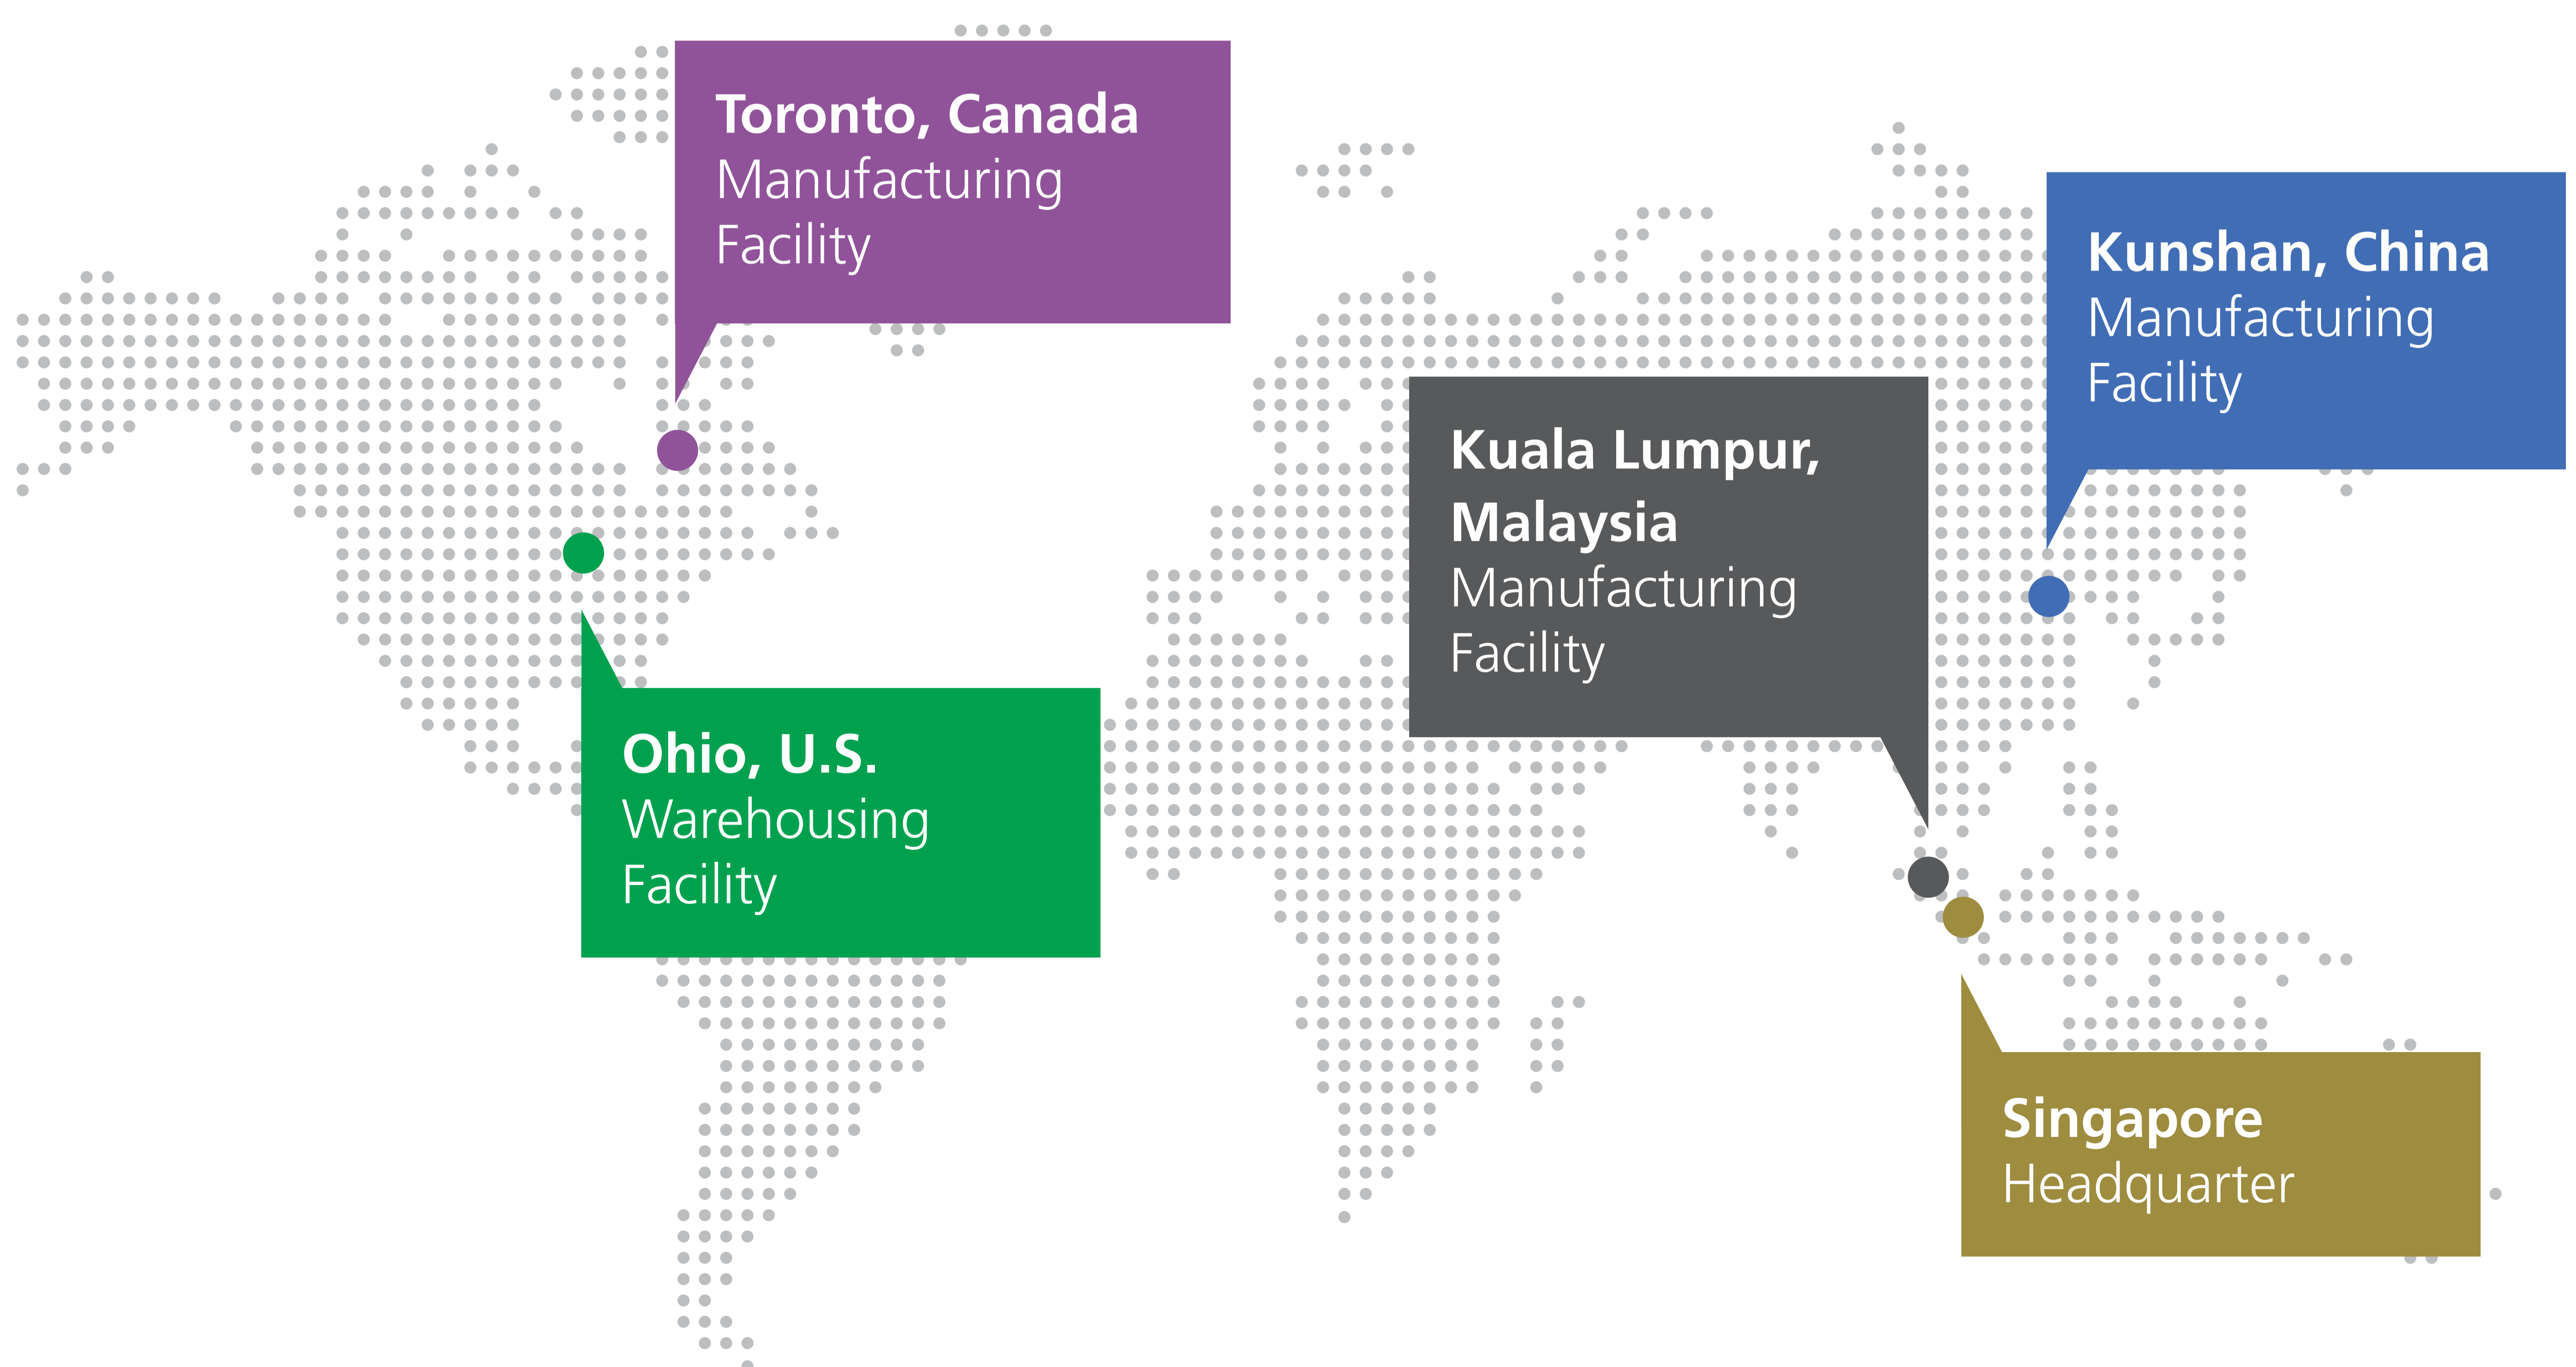 Toronto, Canada
Manufacturing
Facility
Kunshan, China
Manufacturing
Facility
Kuala Lumpur,
Malaysia
Manufacturing
Facility
Ohio, U.S.
Warehousing
Facility
Singapore
Headquarter